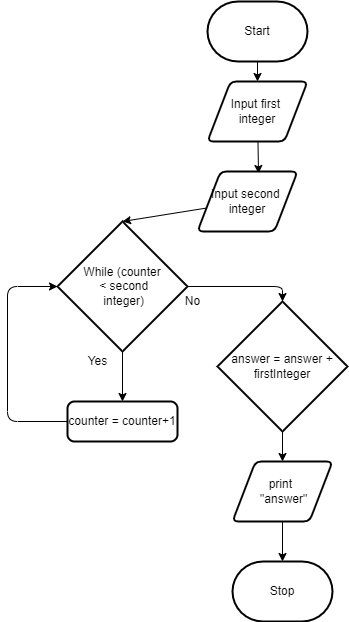 Start
Input first
integer
Input second
integer
While (counter
< second
integer)
No
Yes
answer = answer +
firstInteger
counter = counter+1
print
"answer"
Stop